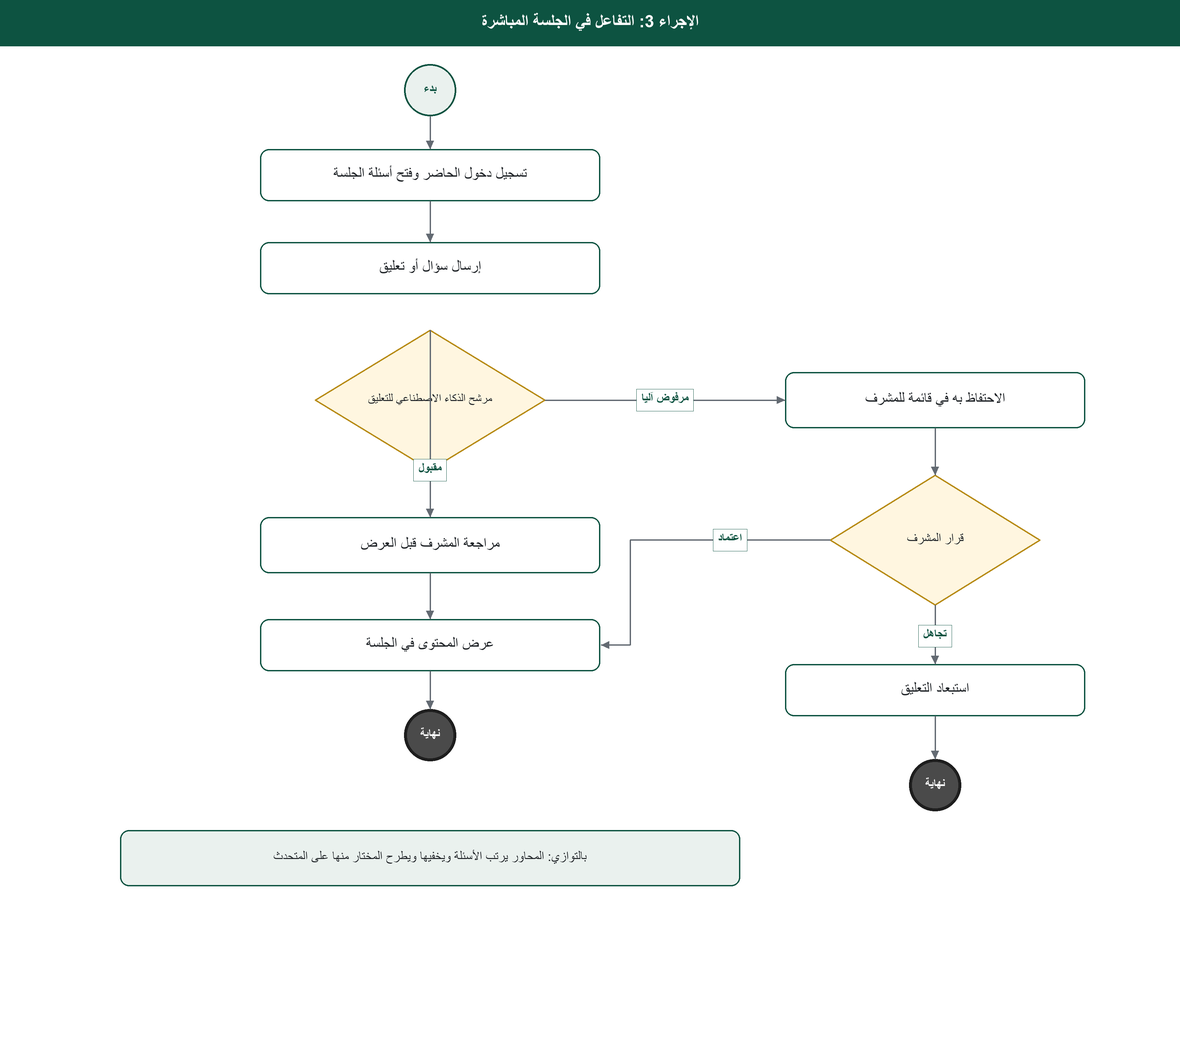 الإجراء 3: التفاعل في الجلسة المباشرة
بدء
تسجيل دخول الحاضر وفتح أسئلة الجلسة
إرسال سؤال أو تعليق
مرشح الذكاء الاصطناعي للتعليق
مرفوض آليا
الاحتفاظ به في قائمة للمشرف
مقبول
مراجعة المشرف قبل العرض
اعتماد
قرار المشرف
تجاهل
عرض المحتوى في الجلسة
استبعاد التعليق
نهاية
نهاية
بالتوازي: المحاور يرتب الأسئلة ويخفيها ويطرح المختار منها على المتحدث